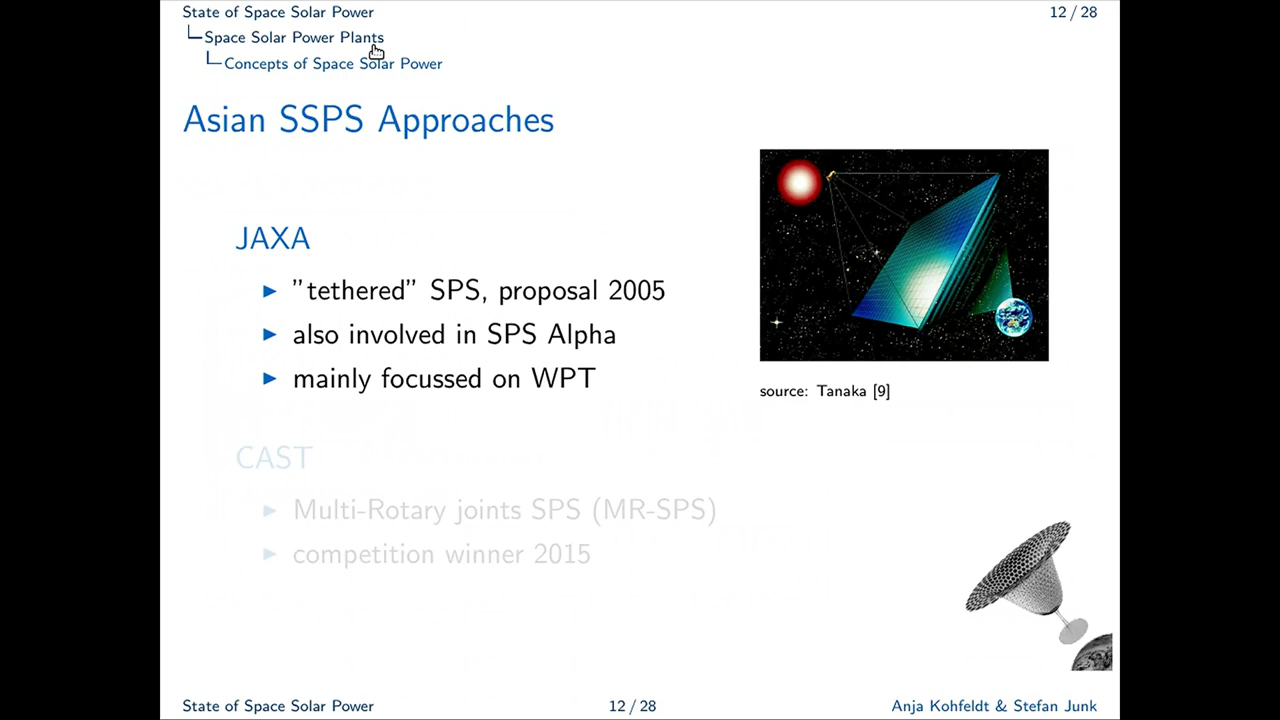 State of Space Solar Power
12 / 28
Space Solar Power Plants
Concepts of Space Solar Power
Asian SSPS Approaches
JAXA
"tethered" SPS, proposal 2005
also involved in SPS Alpha
mainly focussed on WPT
source: Tanaka [9]
CAST
Multi-Rotary joints SPS (MR-SPS)
competition winner 2015
State of Space Solar Power
12 / 28
Anja Kohfeldt & Stefan Junk